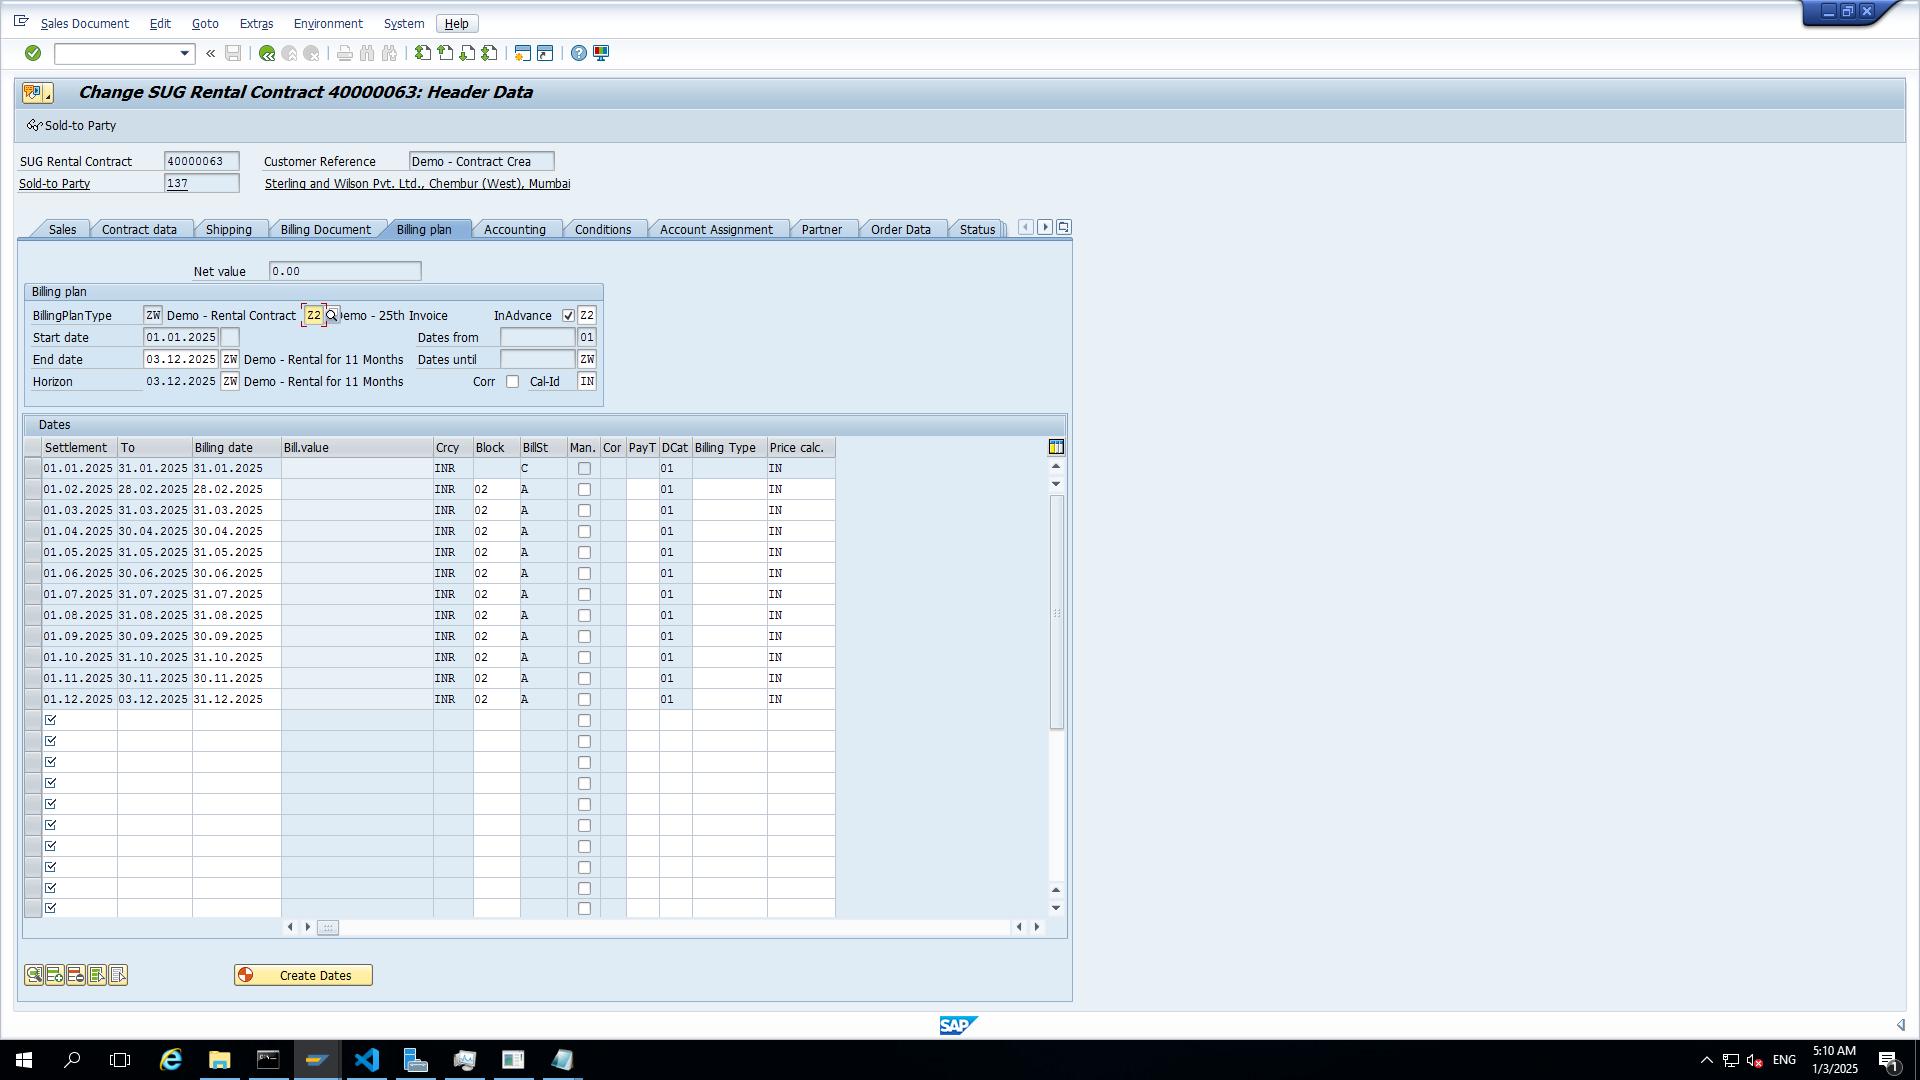 Sales Document Edit Goto Extras Environment System Help
Change SUG Rental Contract 40000063: Header Data
Sold-to Party
SUG Rental Contract 40000063 Customer Reference Demo - Contract Crea
Sold-to Party 137 Sterling and Wilson Pvt. Ltd., Chembur (West), Mumbai
Sales Contract data Shipping Billing Document Billing plan Accounting Conditions Account Assignment Partner Order Data Status
Net value 0.00
Billing plan
BillingPlanType ZW Demo - Rental Contract Z2 emo - 25th Invoice InAdvance Z2
Start date 01.01.2025 Dates from 01
End date 03.12.2025 ZW Demo - Rental for 11 Months Dates until ZW
Horizon 03.12.2025 ZW Demo - Rental for 11 Months Corr Cal-Id IN
Dates
Settlement To Billing date Bill.value Crcy Block BillSt Man. Cor PayT DCat Billing Type Price calc.
01.01.2025 31.01.2025 31.01.2025 INR C 01 IN
01.02.2025 28.02.2025 28.02.2025 INR 02 A 01 IN
01.03.2025 31.03.2025 31.03.2025 INR 02 A 01 IN
01.04.2025 30.04.2025 30.04.2025 INR 02 A 01 IN
01.05.2025 31.05.2025 31.05.2025 INR 02 A 01 IN
01.06.2025 30.06.2025 30.06.2025 INR 02 A 01 IN
01.07.2025 31.07.2025 31.07.2025 INR 02 A 01 IN
01.08.2025 31.08.2025 31.08.2025 INR 02 A 01 IN
01.09.2025 30.09.2025 30.09.2025 INR 02 A 01 IN
01.10.2025 31.10.2025 31.10.2025 INR 02 A 01 IN
01.11.2025 30.11.2025 30.11.2025 INR 02 A 01 IN
01.12.2025 03.12.2025 31.12.2025 INR 02 A 01 IN
Create Dates
SAP
ENG 5:10 AM
1/3/2025 1